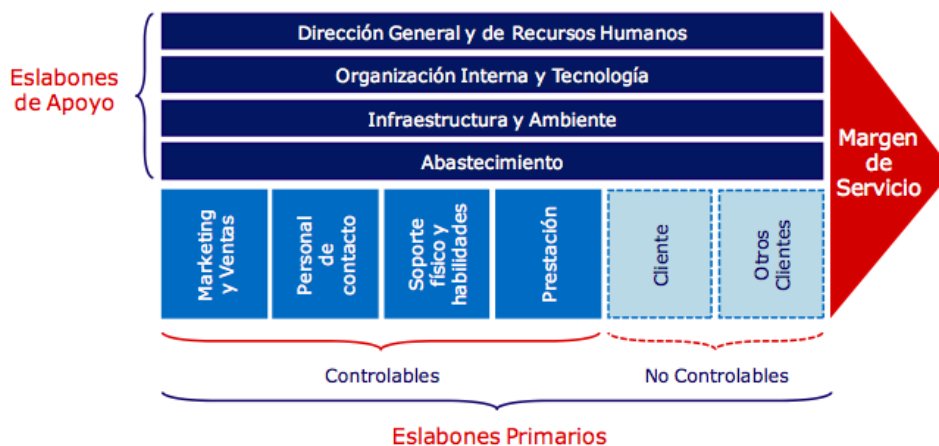 Dirección General y de Recursos Humanos
Eslabones
de Apoyo
Organización Interna y Tecnología
Infraestructura y Ambiente
Abastecimiento
Margen
de
Servicio
Marketing
y Ventas
Personal
de
contacto
Soporte
físico y
habilidades
Prestación
Cliente
Otros
Clientes
Controlables
No Controlables
Eslabones Primarios